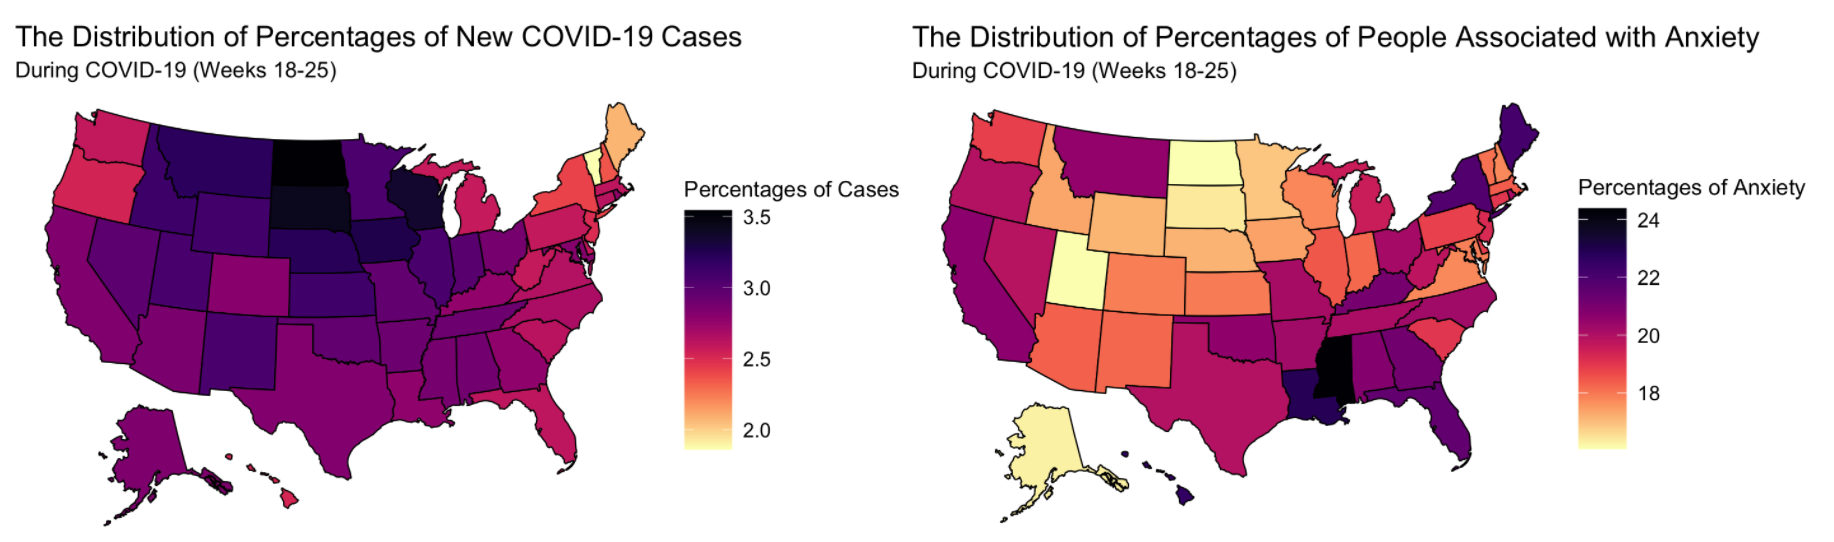 The Distribution of Percentages of New COVID-19 Cases
During COVID-19 (Weeks 18-25)
Percentages of Cases
3.5
3.0
2.5
2.0
The Distribution of Percentages of People Associated with Anxiety
During COVID-19 (Weeks 18-25)
Percentages of Anxiety
24
22
20
18